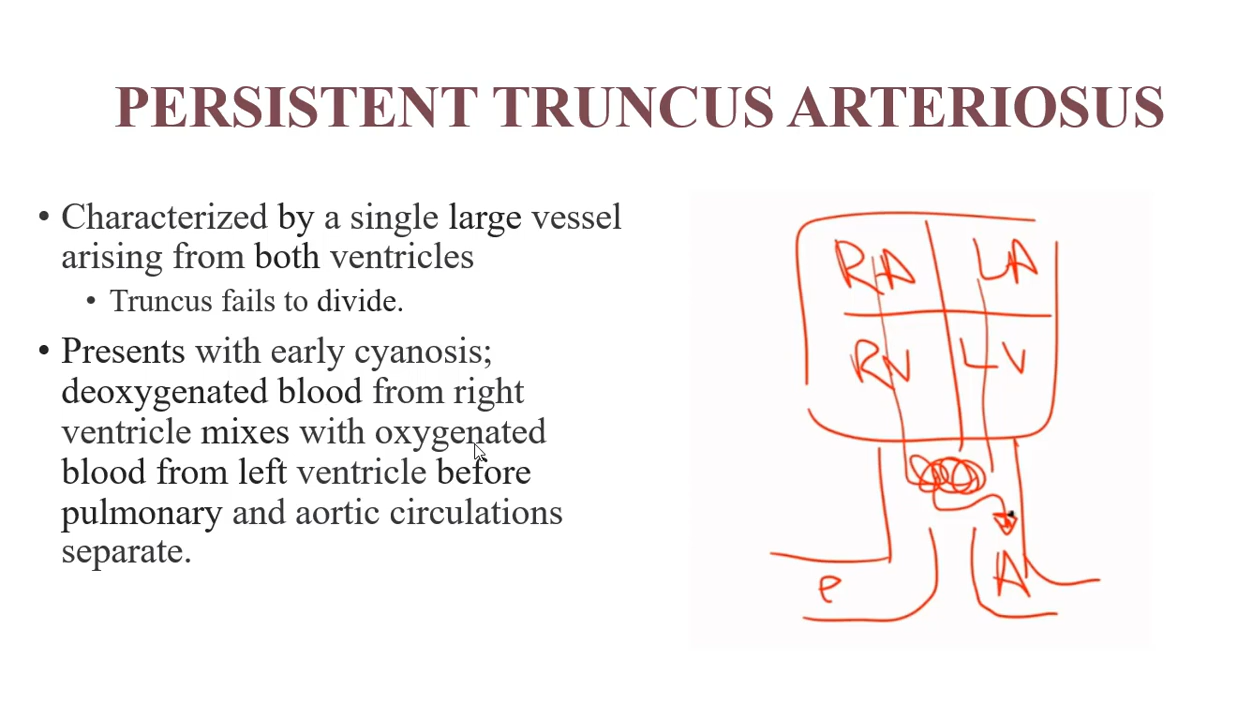 PERSISTENT TRUNCUS ARTERIOSUS
• Characterized by a single large vessel
arising from both ventricles
• Truncus fails to divide.
• Presents with early cyanosis;
deoxygenated blood from right
ventricle mixes with oxygenated
blood from left ventricle before
pulmonary and aortic circulations
separate.
RA LA
RV LV
P A